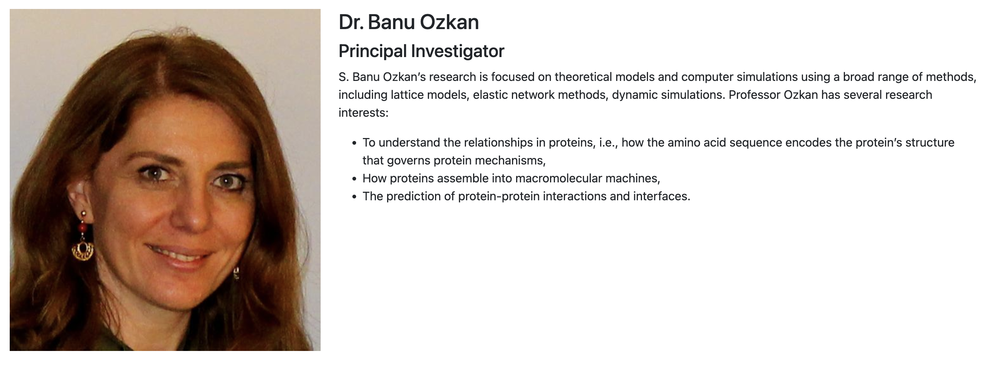 Dr. Banu Ozkan
Principal Investigator
S. Banu Ozkan’s research is focused on theoretical models and computer simulations using a broad range of methods,
including lattice models, elastic network methods, dynamic simulations. Professor Ozkan has several research
interests:
• To understand the relationships in proteins, i.e., how the amino acid sequence encodes the protein’s structure
that governs protein mechanisms,
• How proteins assemble into macromolecular machines,
• The prediction of protein-protein interactions and interfaces.